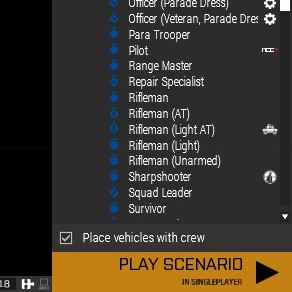 Officer (Parade Dress)
Officer (Veteran, Parade Dres
Para Trooper
Pilot
Range Master
Repair Specialist
Rifleman
Rifleman (AT)
Rifleman (Light AT)
Rifleman (Light)
Rifleman (Unarmed)
Sharpshooter
Squad Leader
Survivor
Place vehicles with crew
PLAY SCENARIO
IN SINGLEPLAYER
18